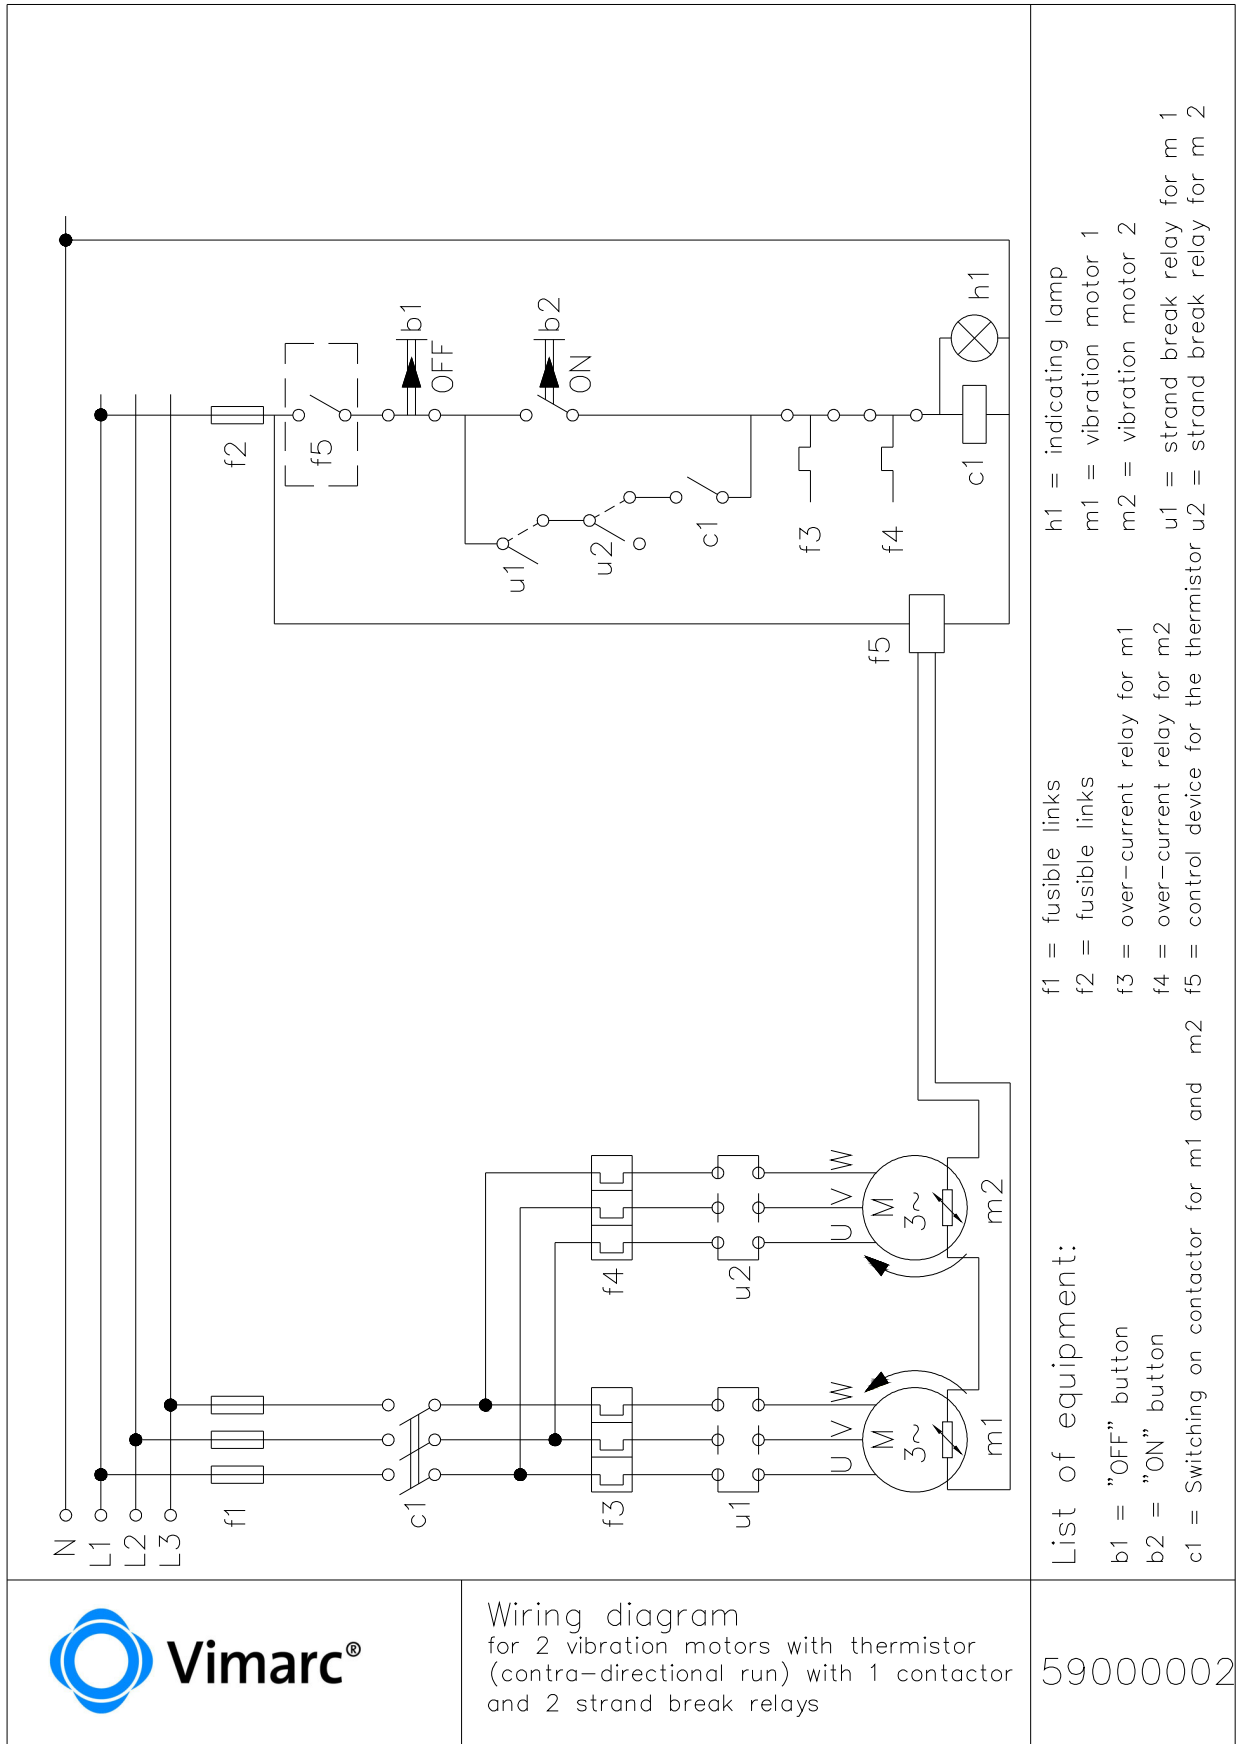 N
L1
L2
L3
f1
c1
f3
u1
U V W
M
3~
m1
f4
u2
U V W
M
3~
m2
f2
f5
b1
OFF
b2
ON
u1
u2
c1
f3
f4
c1
h1
f5
List of equipment:
b1 = "OFF" button
b2 = "ON" button
c1 = Switching on contactor for m1 and m2
f1 = fusible links
f2 = fusible links
f3 = over-current relay for m1
f4 = over-current relay for m2
f5 = control device for the thermistor
h1 = indicating lamp
m1 = vibration motor 1
m2 = vibration motor 2
u1 = strand break relay for m 1
u2 = strand break relay for m 2
Vimarc®
Wiring diagram
for 2 vibration motors with thermistor
(contra-directional run) with 1 contactor
and 2 strand break relays
59000002